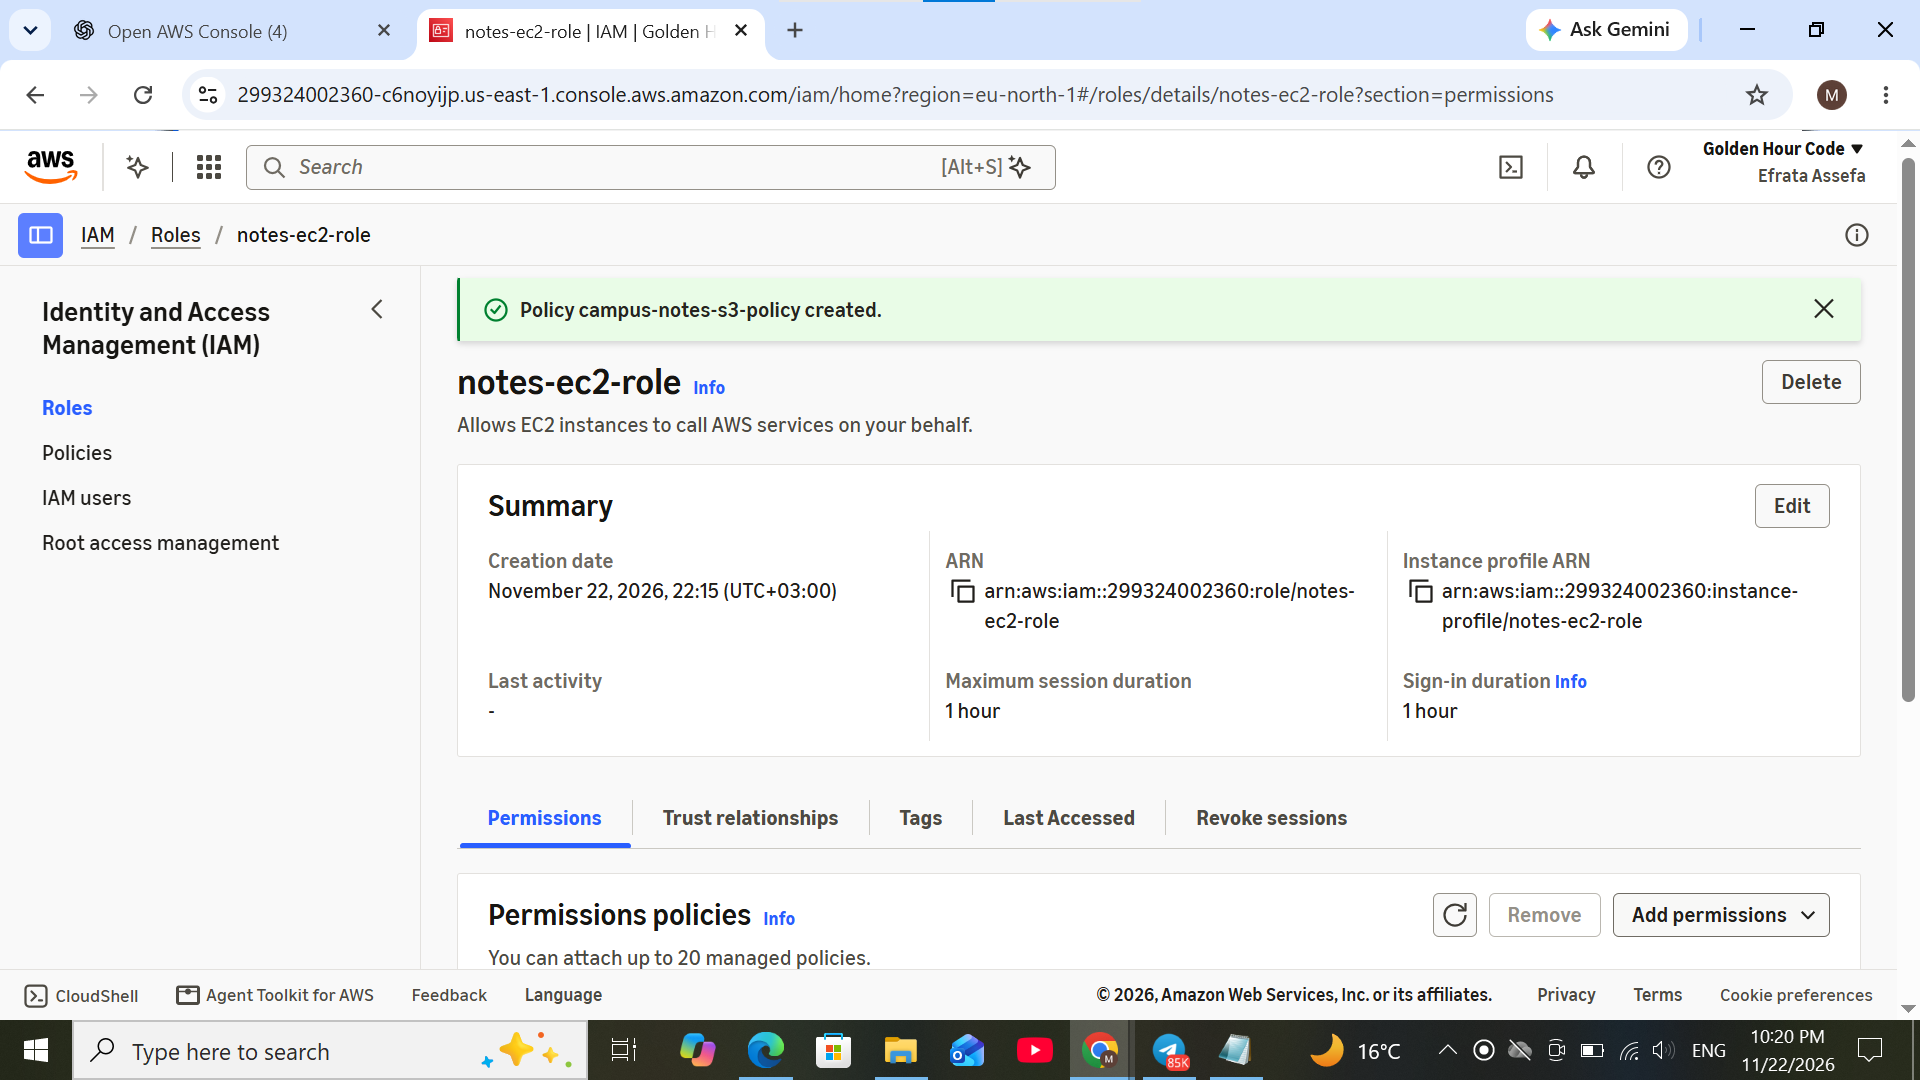 Open AWS Console (4)
notes-ec2-role | IAM | Golden H
Ask Gemini
299324002360-c6noyijp.us-east-1.console.aws.amazon.com/iam/home?region=eu-north-1#/roles/details/notes-ec2-role?section=permissions
M
aws
Search
[Alt+S]
Golden Hour Code
Efrata Assefa
IAM / Roles / notes-ec2-role
Identity and Access
Management (IAM)
Roles
Policies
IAM users
Root access management
Policy campus-notes-s3-policy created.
notes-ec2-role Info
Delete
Allows EC2 instances to call AWS services on your behalf.
Summary
Edit
Creation date
November 22, 2026, 22:15 (UTC+03:00)
ARN
arn:aws:iam::299324002360:role/notes-
ec2-role
Instance profile ARN
arn:aws:iam::299324002360:instance-
profile/notes-ec2-role
Last activity
-
Maximum session duration
1 hour
Sign-in duration Info
1 hour
Permissions
Trust relationships
Tags
Last Accessed
Revoke sessions
Permissions policies Info
Remove
Add permissions
You can attach up to 20 managed policies.
CloudShell
Agent Toolkit for AWS
Feedback
Language
© 2026, Amazon Web Services, Inc. or its affiliates.
Privacy
Terms
Cookie preferences
Type here to search
M
85K
16°C
ENG
10:20 PM
11/22/2026